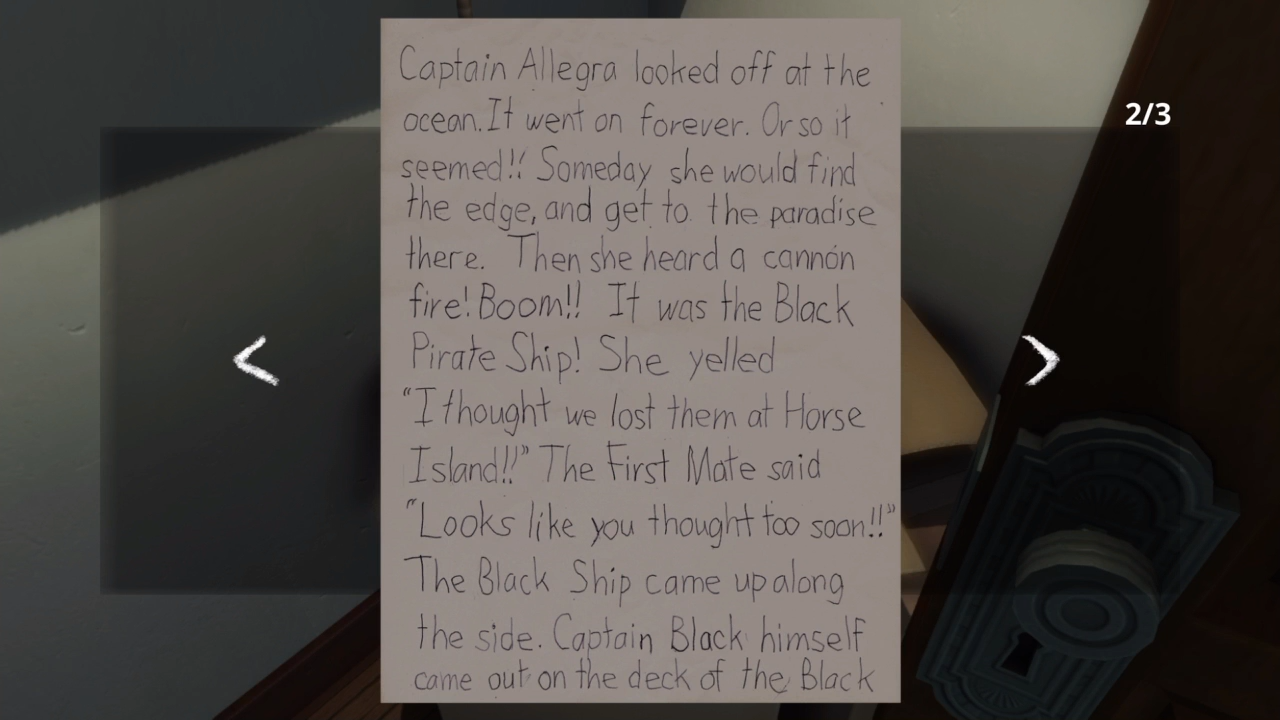 Captain Allegra looked off at the
2/3
ocean. It went on forever. Or so it
seemed!! Someday she would find
the edge, and get to the paradise
there. Then she heard a cannon
fire! Boom!! It was the Black
Pirate Ship! She yelled
"I thought we lost them at Horse
Island!!" The First Mate said
"Looks like you thought too soon!!"
The Black Ship came up along
the side. Captain Black himself
came out on the deck of the Black